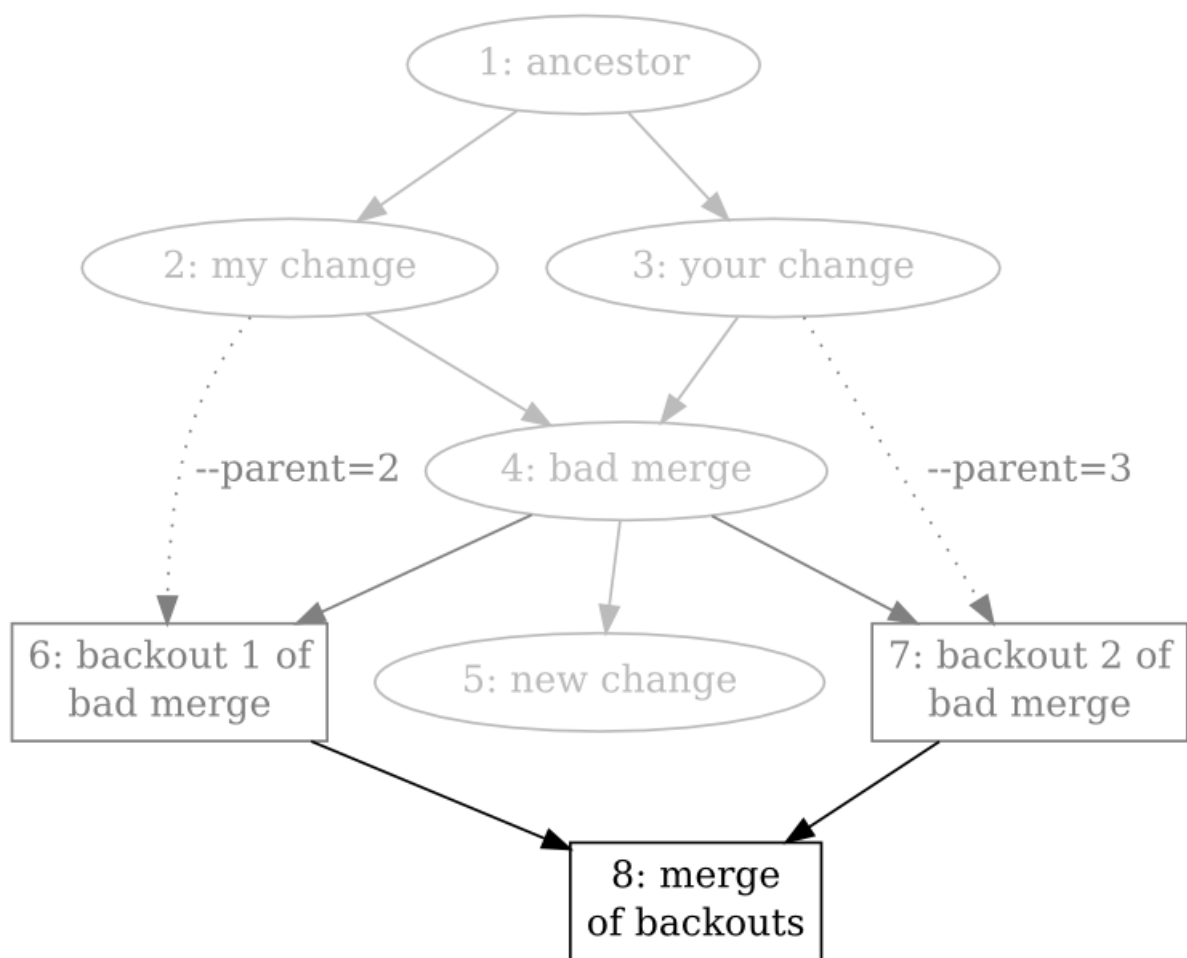 1: ancestor
2: my change
3: your change
--parent=2
4: bad merge
--parent=3
6: backout 1 of
bad merge
5: new change
7: backout 2 of
bad merge
8: merge
of backouts